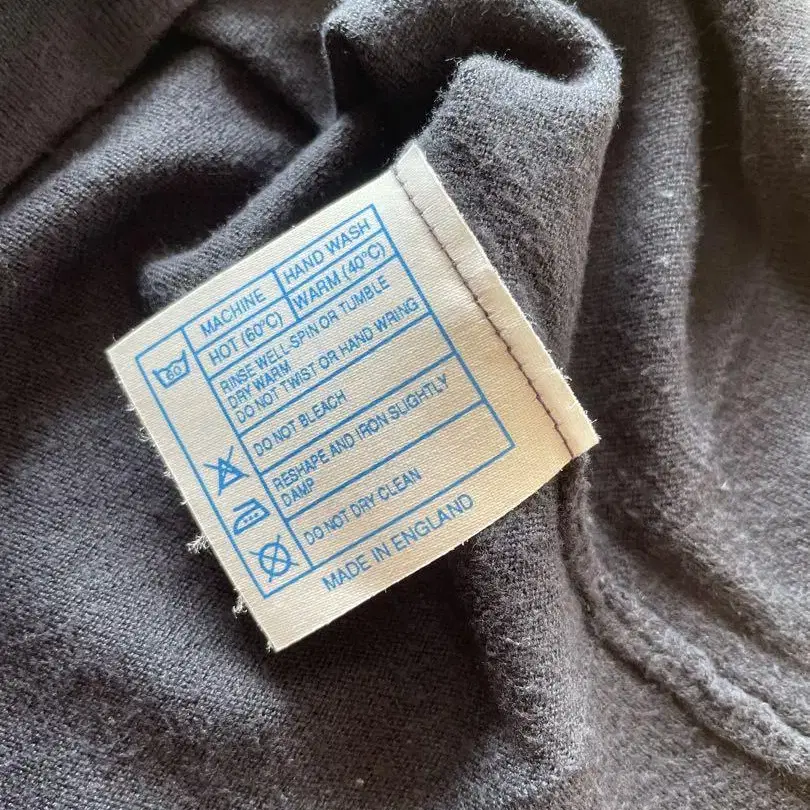 MACHINE HAND WASH
HOT (60°C) WARM (40°C)
60
RINSE WELL-SPIN OR TUMBLE
DRY WARM
DO NOT TWIST OR HAND WRING
DO NOT BLEACH
RESHAPE AND IRON SLIGHTLY
DAMP
DO NOT DRY CLEAN
MADE IN ENGLAND